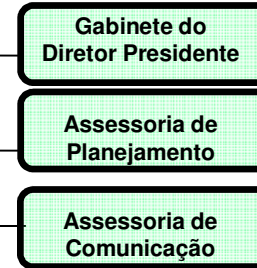 Gabinete do
Diretor Presidente
Assessoria de
Planejamento
Assessoria de
Comunicação